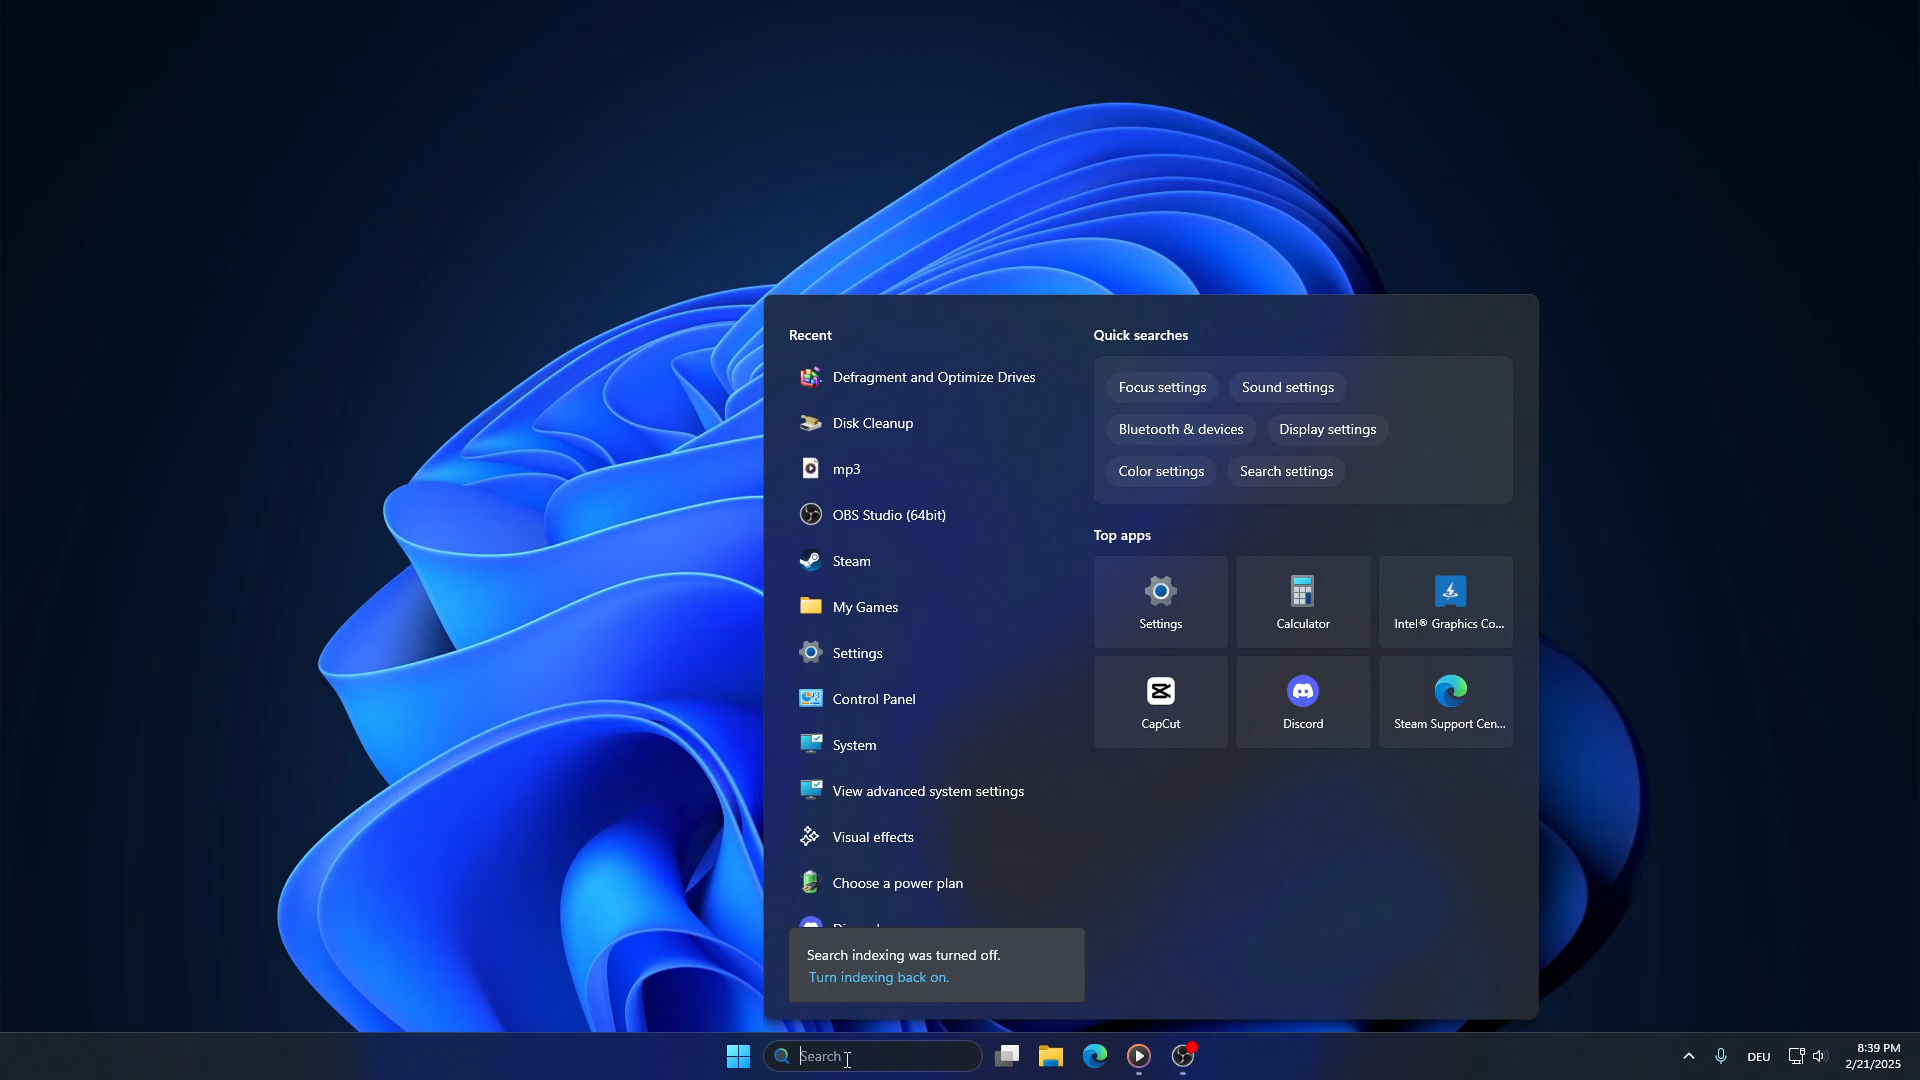 Recent
Defragment and Optimize Drives
Disk Cleanup
mp3
OBS Studio (64bit)
Steam
My Games
Settings
Control Panel
System
View advanced system settings
Visual effects
Choose a power plan
Search indexing was turned off.
Turn indexing back on.
Quick searches
Focus settings
Sound settings
Bluetooth & devices
Display settings
Color settings
Search settings
Top apps
Settings
Calculator
Intel® Graphics Co...
CapCut
Discord
Steam Support Cen...
Search
DEU
8:39 PM
2/21/2025